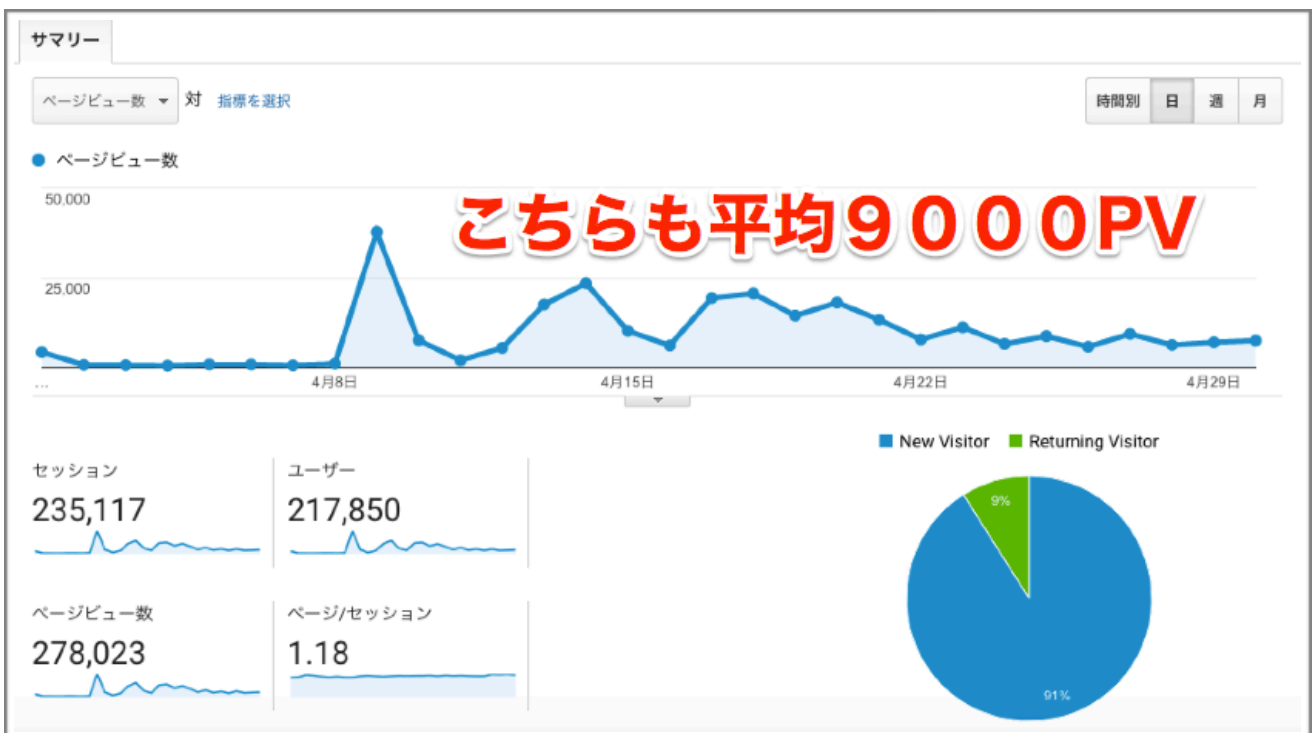 サマリー
ページビュー数 対 指標を選択
時間別 日 週 月
ページビュー数
50,000
こちらも平均９０００PV
25,000
... 4月8日 4月15日 4月22日 4月29日
New Visitor Returning Visitor
セッション ユーザー
235,117 217,850
9%
ページビュー数 ページ/セッション
278,023 1.18
91%